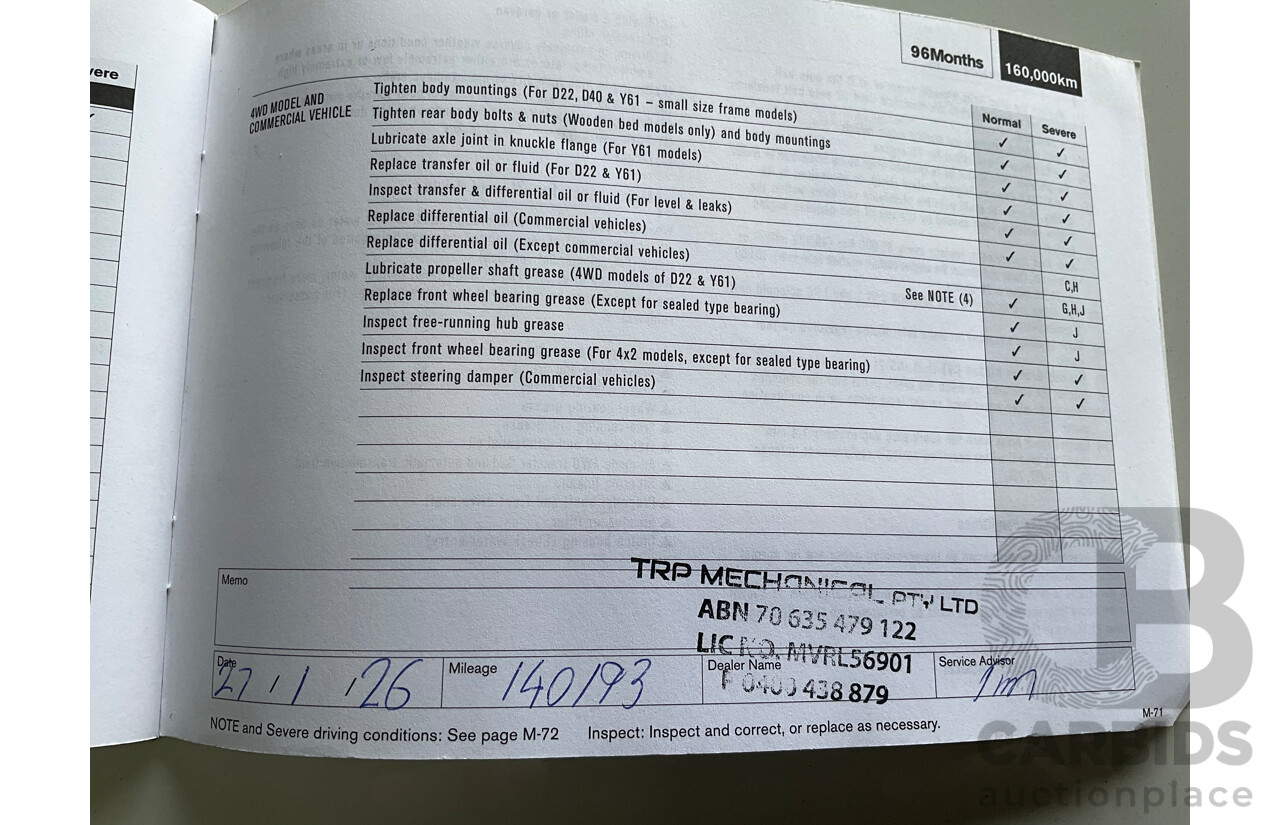 vere
96Months
160,000km
Normal
Severe
4WD MODEL AND
COMMERCIAL VEHICLE
Tighten body mountings (For D22, D40 & Y61 – small size frame models) ✓ ✓
Tighten rear body bolts & nuts (Wooden bed models only) and body mountings ✓ ✓
Lubricate axle joint in knuckle flange (For Y61 models) ✓ ✓
Replace transfer oil or fluid (For D22 & Y61) ✓ ✓
Inspect transfer & differential oil or fluid (For level & leaks) ✓ ✓
Replace differential oil (Commercial vehicles) ✓ ✓
Replace differential oil (Except commercial vehicles) C,H
Lubricate propeller shaft grease (4WD models of D22 & Y61) See NOTE (4) ✓ G,H,J
Replace front wheel bearing grease (Except for sealed type bearing) ✓ J
Inspect free-running hub grease ✓ J
Inspect front wheel bearing grease (For 4x2 models, except for sealed type bearing) ✓ ✓
Inspect steering damper (Commercial vehicles) ✓ ✓
Memo
TRP MECHANICAL PTY LTD
ABN 70 635 479 122
LIC NO. MVRL56901
P 0400 438 879
Date 27/1/26
Mileage 140193
Dealer Name
Service Advisor
NOTE and Severe driving conditions: See page M-72 Inspect: Inspect and correct, or replace as necessary.
M-71
CB
CARBIDS
auctionplace